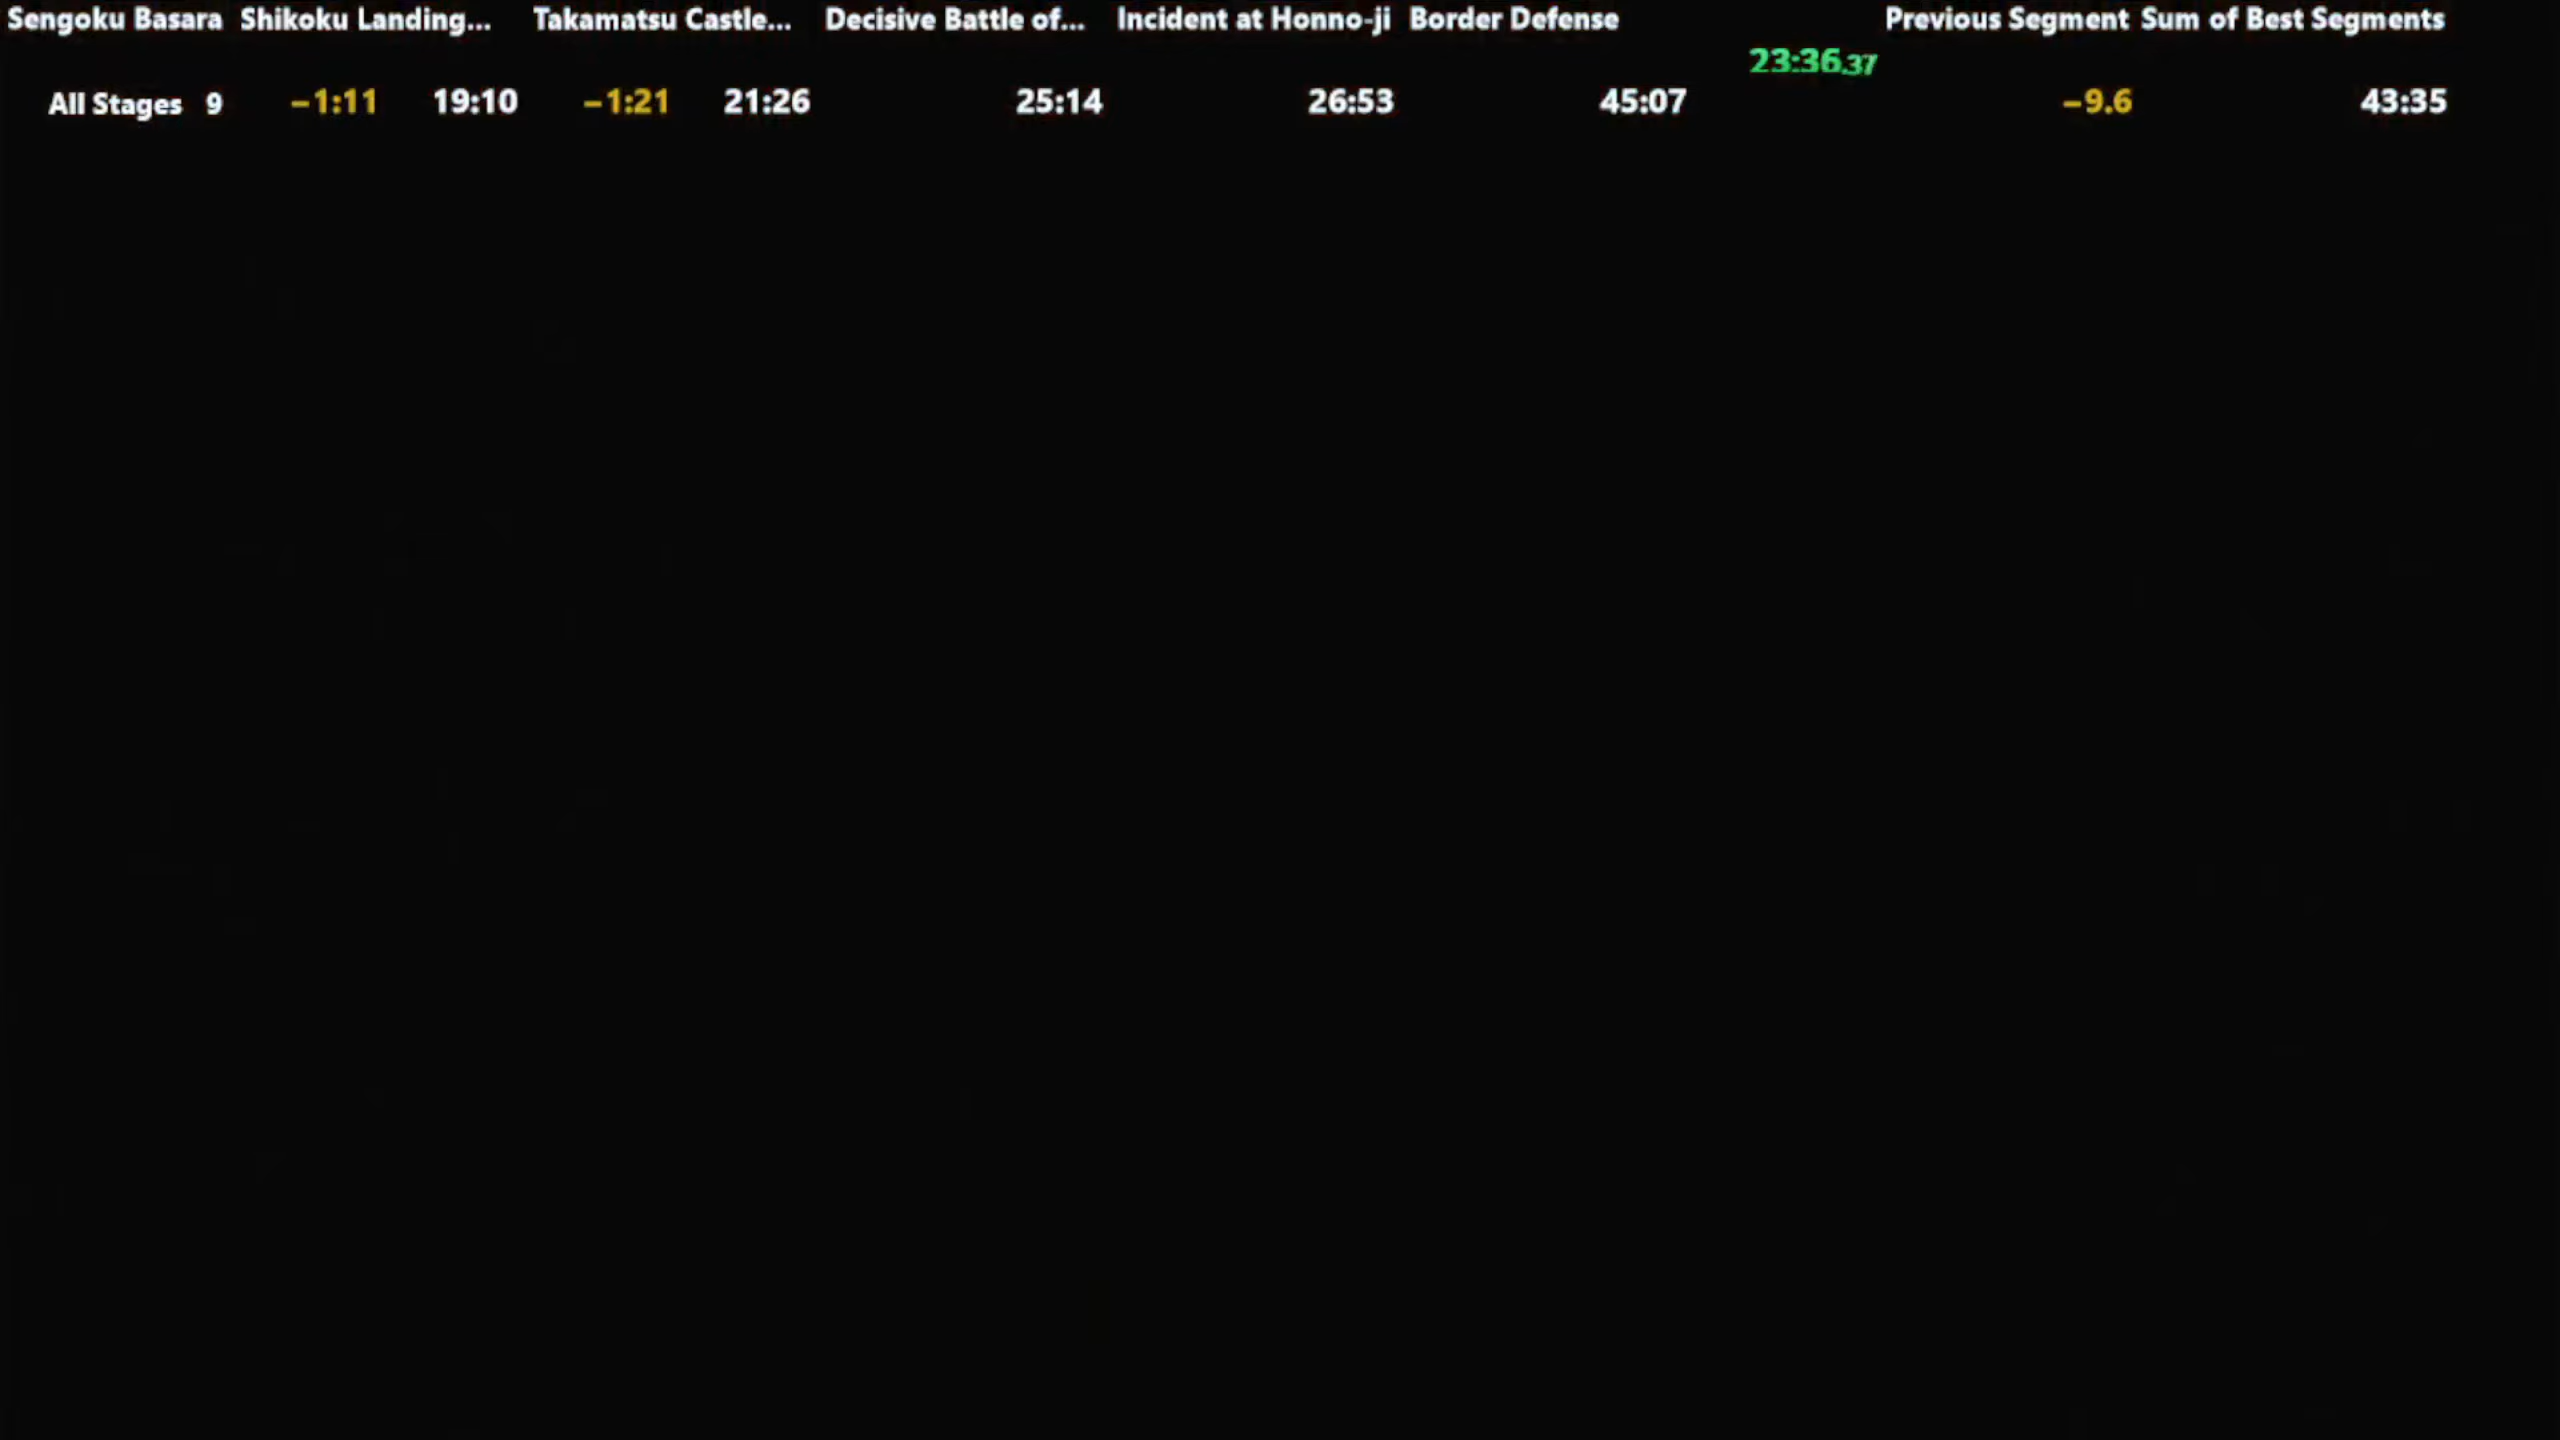 Sengoku Basara Shikoku Landing... Takamatsu Castle... Decisive Battle of... Incident at Honno-ji Border Defense Previous Segment Sum of Best Segments
23:36.37
All Stages 9 −1:11 19:10 −1:21 21:26 25:14 26:53 45:07 −9.6 43:35